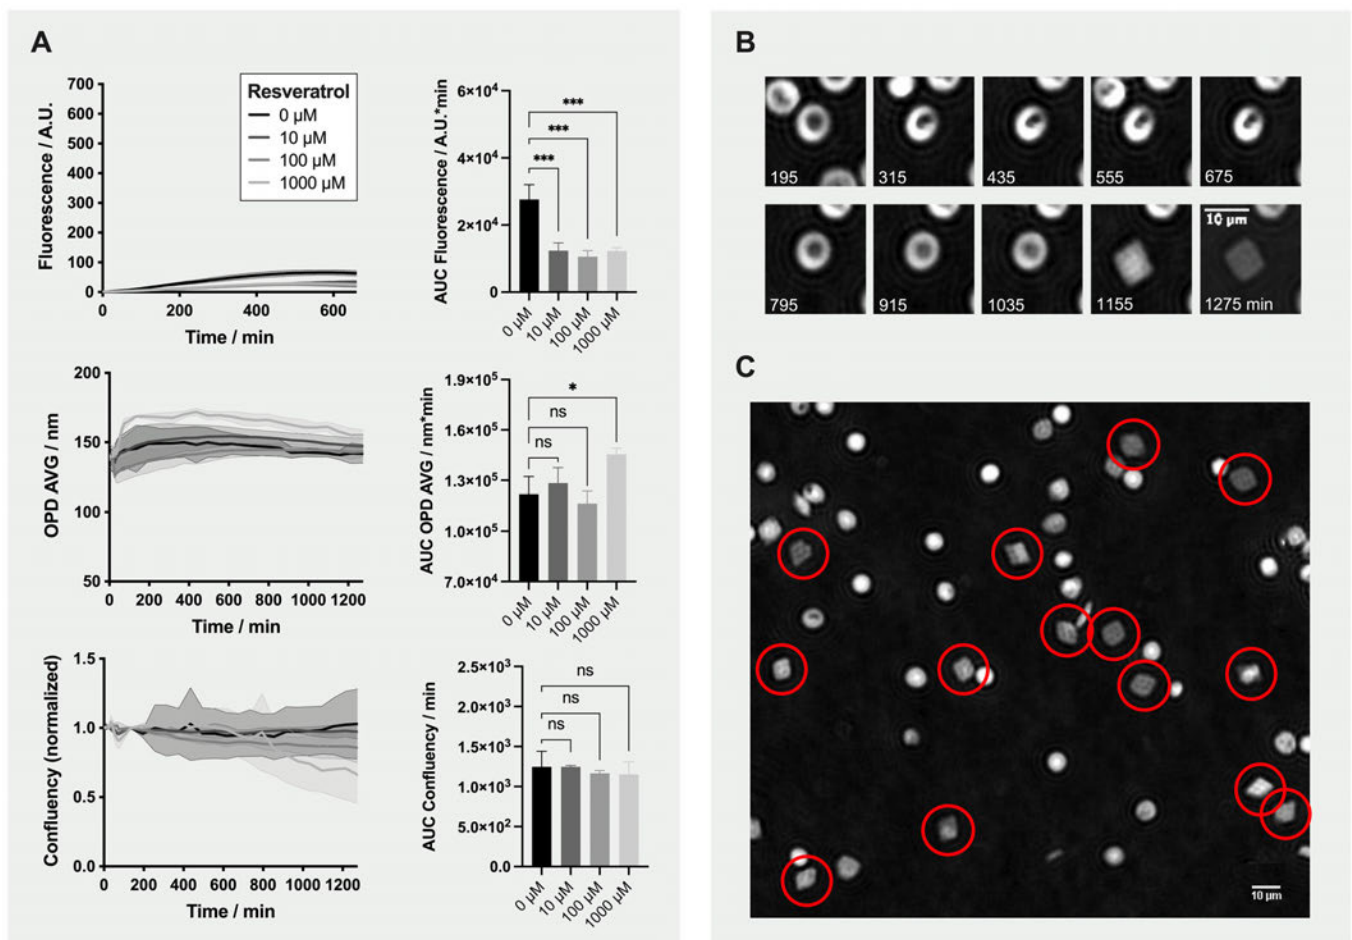 A
700
600
500
400
300
200
100
0
Fluorescence / A.U.
0 200 400 600
Time / min
Resveratrol
0 µM
10 µM
100 µM
1000 µM
6×10⁴
4×10⁴
2×10⁴
0
AUC Fluorescence / A.U.*min
***
***
***
0 µM
10 µM
100 µM
1000 µM
200
150
100
50
OPD AVG / nm
0 200 400 600 800 1000 1200
Time / min
1.9×10⁵
1.6×10⁵
1.3×10⁵
1.0×10⁵
7.0×10⁴
AUC OPD AVG / nm*min
*
ns
ns
0 µM
10 µM
100 µM
1000 µM
1.5
1.0
0.5
0.0
Confluency (normalized)
0 200 400 600 800 1000 1200
Time / min
2.5×10³
2.0×10³
1.5×10³
1.0×10³
5.0×10²
0.0
AUC Confluency / min
ns
ns
ns
0 µM
10 µM
100 µM
1000 µM
B
195 315 435 555 675
10 µm
795 915 1035 1155 1275 min
C
10 µm